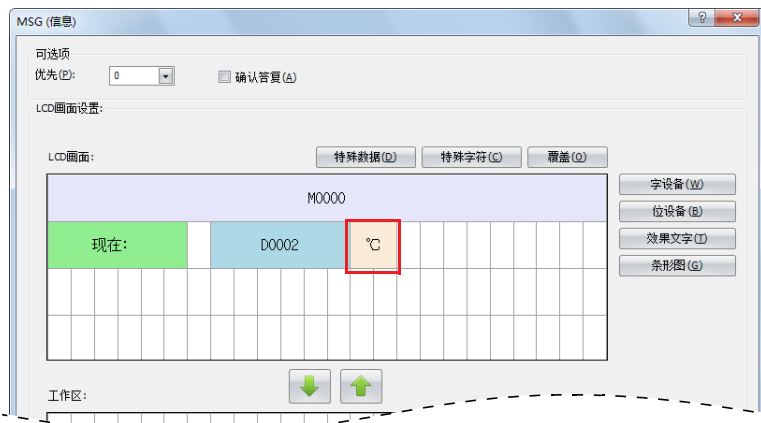 MSG (信息)
可选项
优先(P): 0 确认答复(A)
LCD画面设置:
LCD画面: 特殊数据(D) 特殊字符(C) 覆盖(O)
M0000
字设备(W)
位设备(B)
现在: D0002 ℃
效果文字(T)
条形图(G)
工作区: